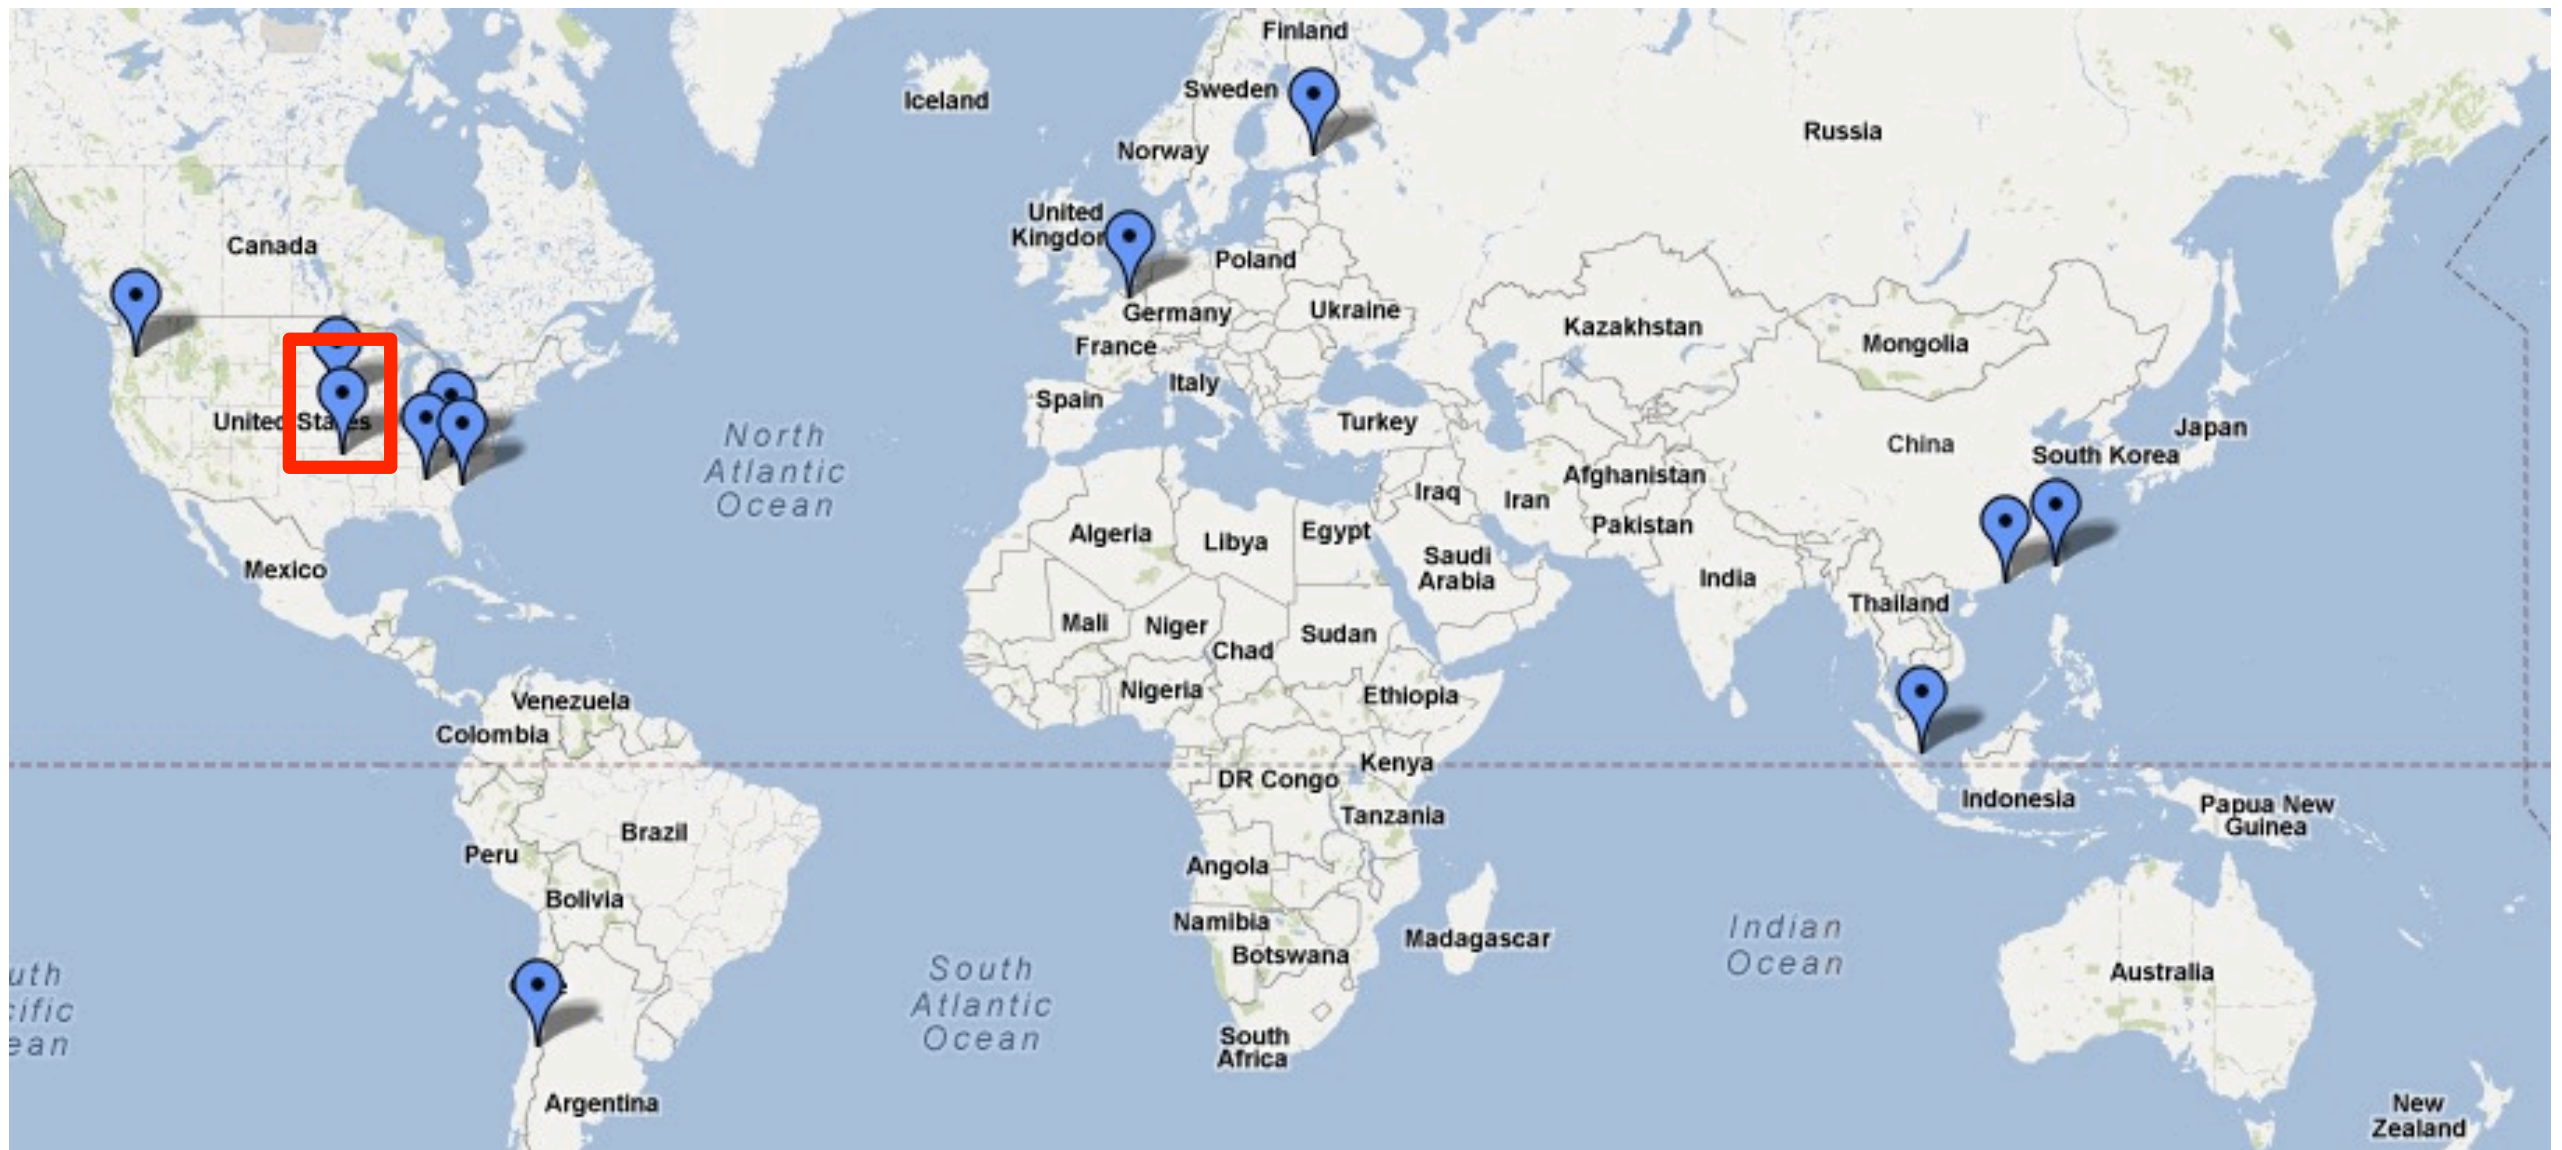 Finland
Sweden
Iceland
Russia
Norway
United
Kingdom
Canada
Poland
Germany
Ukraine
Kazakhstan
Mongolia
France
Italy
Spain
United States
Turkey
Japan
China
South Korea
North
Atlantic
Ocean
Afghanistan
Iraq
Iran
Pakistan
Algeria
Libya
Egypt
Saudi
Arabia
India
Mexico
Thailand
Mali
Niger
Chad
Sudan
Nigeria
Ethiopia
Venezuela
Colombia
Kenya
DR Congo
Indonesia
Papua New
Guinea
Tanzania
Brazil
Peru
Angola
Bolivia
Namibia
Botswana
Madagascar
Indian
Ocean
Australia
South
Atlantic
Ocean
uth
cific
ean
South
Africa
Argentina
New
Zealand